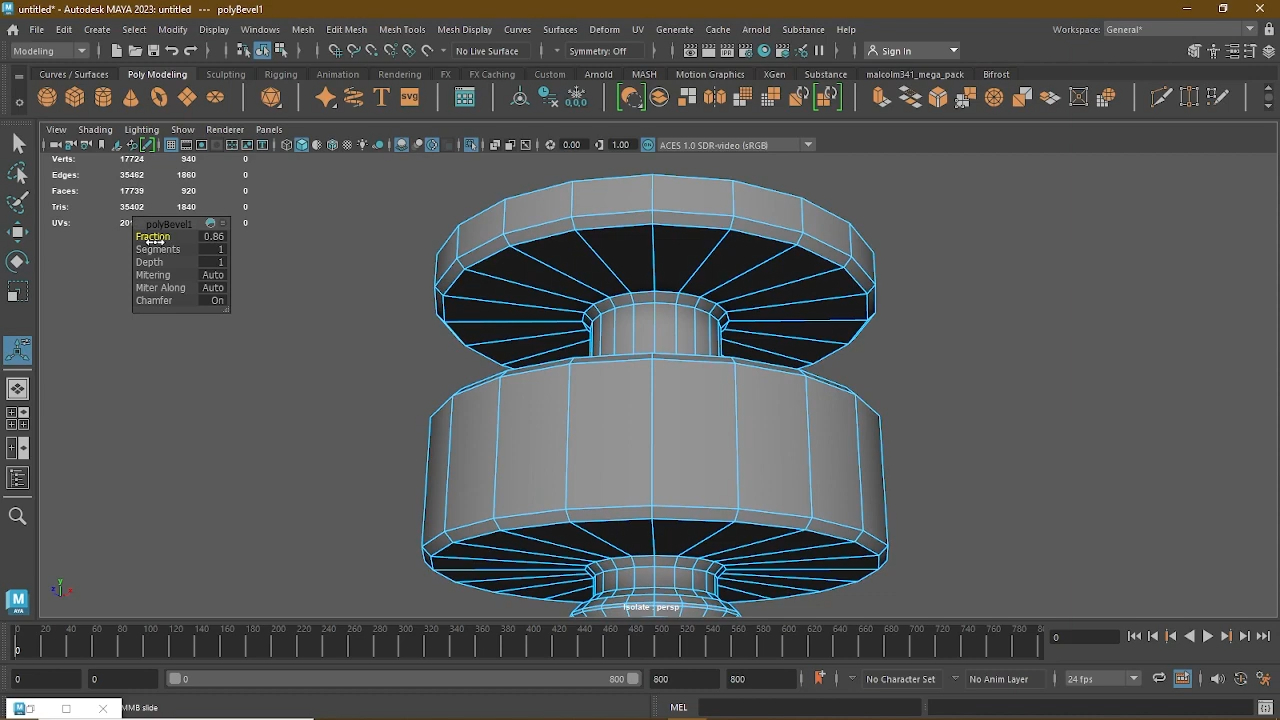 untitled* - Autodesk MAYA 2023: untitled --- polyBevel1
File Edit Create Select Modify Display Windows Mesh Edit Mesh Mesh Tools Mesh Display Curves Surfaces Deform UV Generate Cache Arnold Substance Help Workspace: General*
Modeling No Live Surface Symmetry: Off Sign In
Curves / Surfaces Poly Modeling Sculpting Rigging Animation Rendering FX FX Caching Custom Arnold MASH Motion Graphics XGen Substance malcolm341_mega_pack Bifrost
View Shading Lighting Show Renderer Panels
0.00 1.00 ACES 1.0 SDR-video (sRGB)
Verts: 17724 940 0
Edges: 35462 1860 0
Faces: 17739 920 0
Tris: 35402 1840 0
UVs: 0
polyBevel1
Fraction 0.86
Segments 1
Depth 1
Mitering Auto
Miter Along Auto
Chamfer On
Isolate : persp
0 20 40 60 80 100 120 140 160 180 200 220 240 260 280 300 320 340 360 380 400 420 440 460 480 500 520 540 560 580 600 620 640 660 680 700 720 740 760 780
0 0
0 0 0 800 800 800 No Character Set No Anim Layer 24 fps
MMB slide MEL